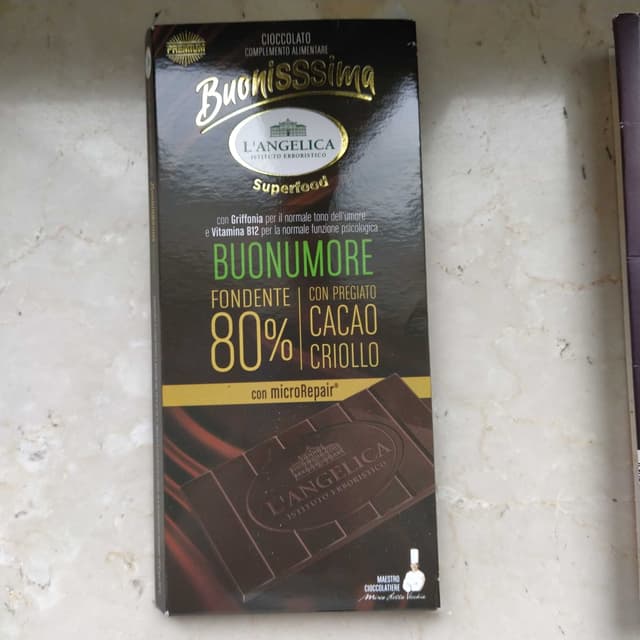 PREMIUM
CIOCCOLATO
COMPLEMENTO ALIMENTARE
Buonisssima
L'ANGELICA
ISTITUTO ERBORISTICO
Superfood
con Griffonia per il normale tono dell'umore
e Vitamina B12 per la normale funzione psicologica
BUONUMORE
FONDENTE
80%
CON PREGIATO
CACAO
CRIOLLO
con microRepair®
L'ANGELICA
ISTITUTO ERBORISTICO
MAESTRO
CIOCCOLATIERE